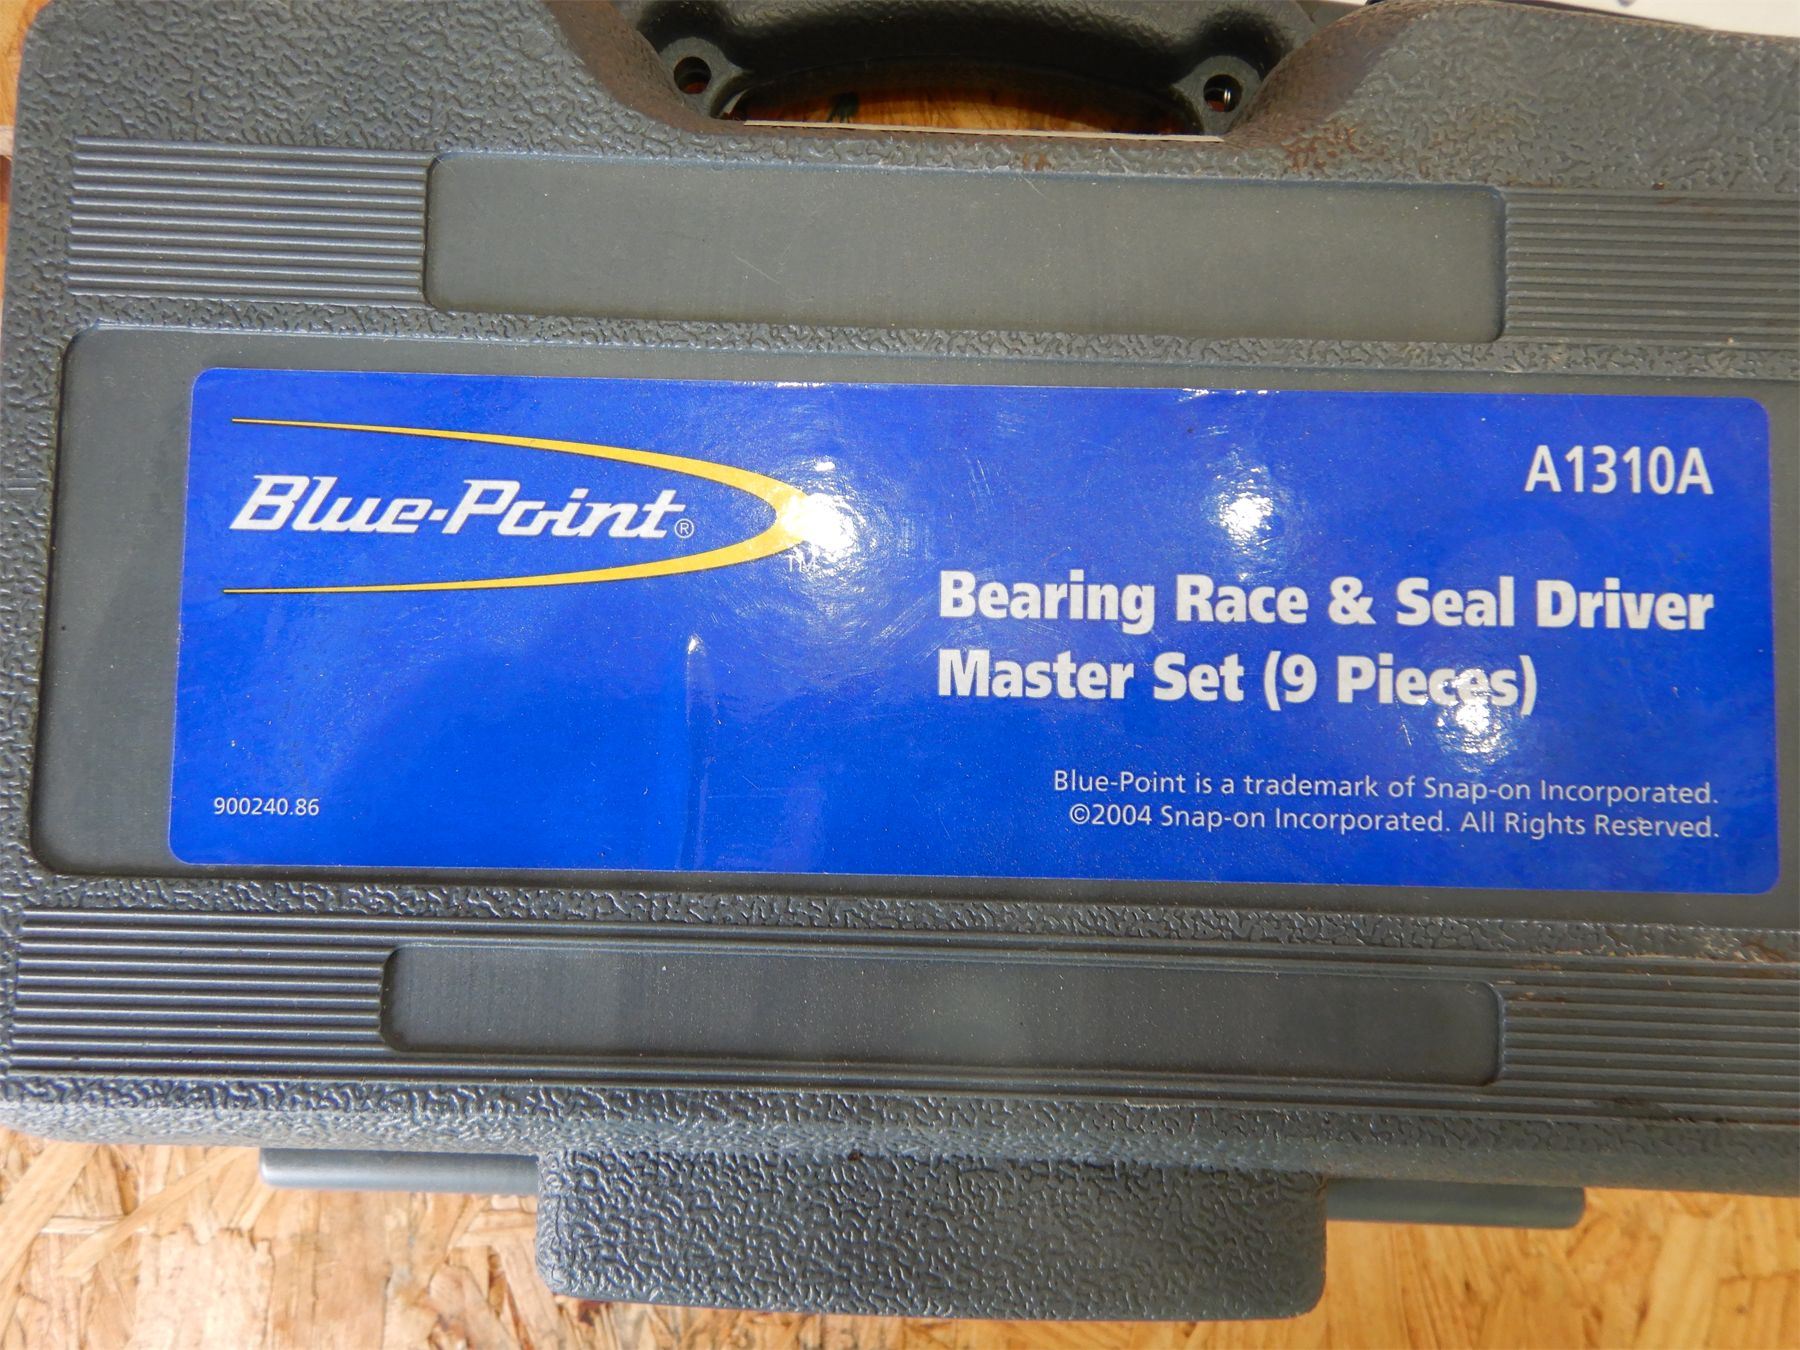 Blue-Point®
TM
A1310A
Bearing Race & Seal Driver
Master Set (9 Pieces)
900240.86
Blue-Point is a trademark of Snap-on Incorporated.
©2004 Snap-on Incorporated. All Rights Reserved.